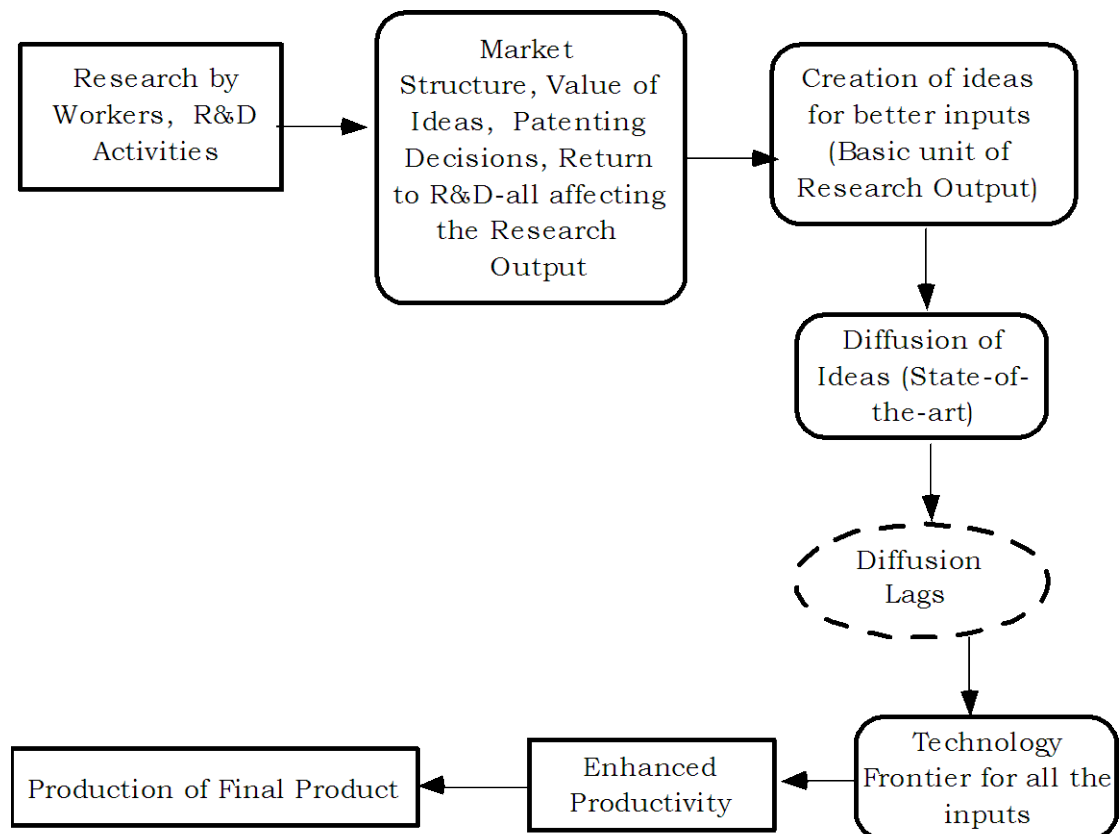 Research by
Workers, R&D
Activities
Market
Structure, Value of
Ideas, Patenting
Decisions, Return
to R&D-all affecting
the Research
Output
Creation of ideas
for better inputs
(Basic unit of
Research Output)
Diffusion of
Ideas (State-of-
the-art)
Diffusion
Lags
Technology
Frontier for all the
inputs
Enhanced
Productivity
Production of Final Product